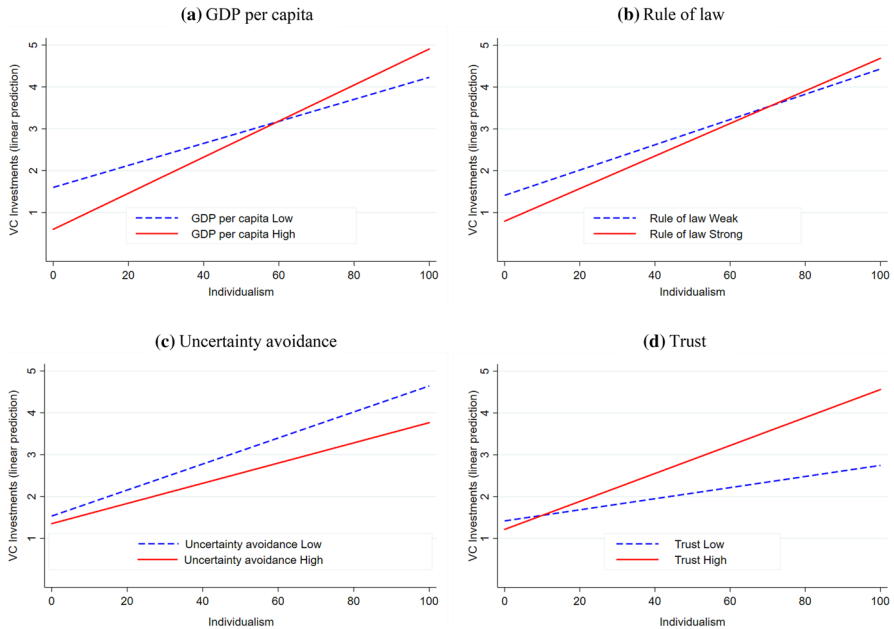 (a) GDP per capita
VC Investments (linear prediction)
5
4
3
2
1
GDP per capita Low
GDP per capita High
0 20 40 60 80 100
Individualism
(b) Rule of law
VC Investments (linear prediction)
5
4
3
2
1
Rule of law Weak
Rule of law Strong
0 20 40 60 80 100
Individualism
(c) Uncertainty avoidance
VC Investments (linear prediction)
5
4
3
2
1
Uncertainty avoidance Low
Uncertainty avoidance High
0 20 40 60 80 100
Individualism
(d) Trust
VC Investments (linear prediction)
5
4
3
2
1
Trust Low
Trust High
0 20 40 60 80 100
Individualism